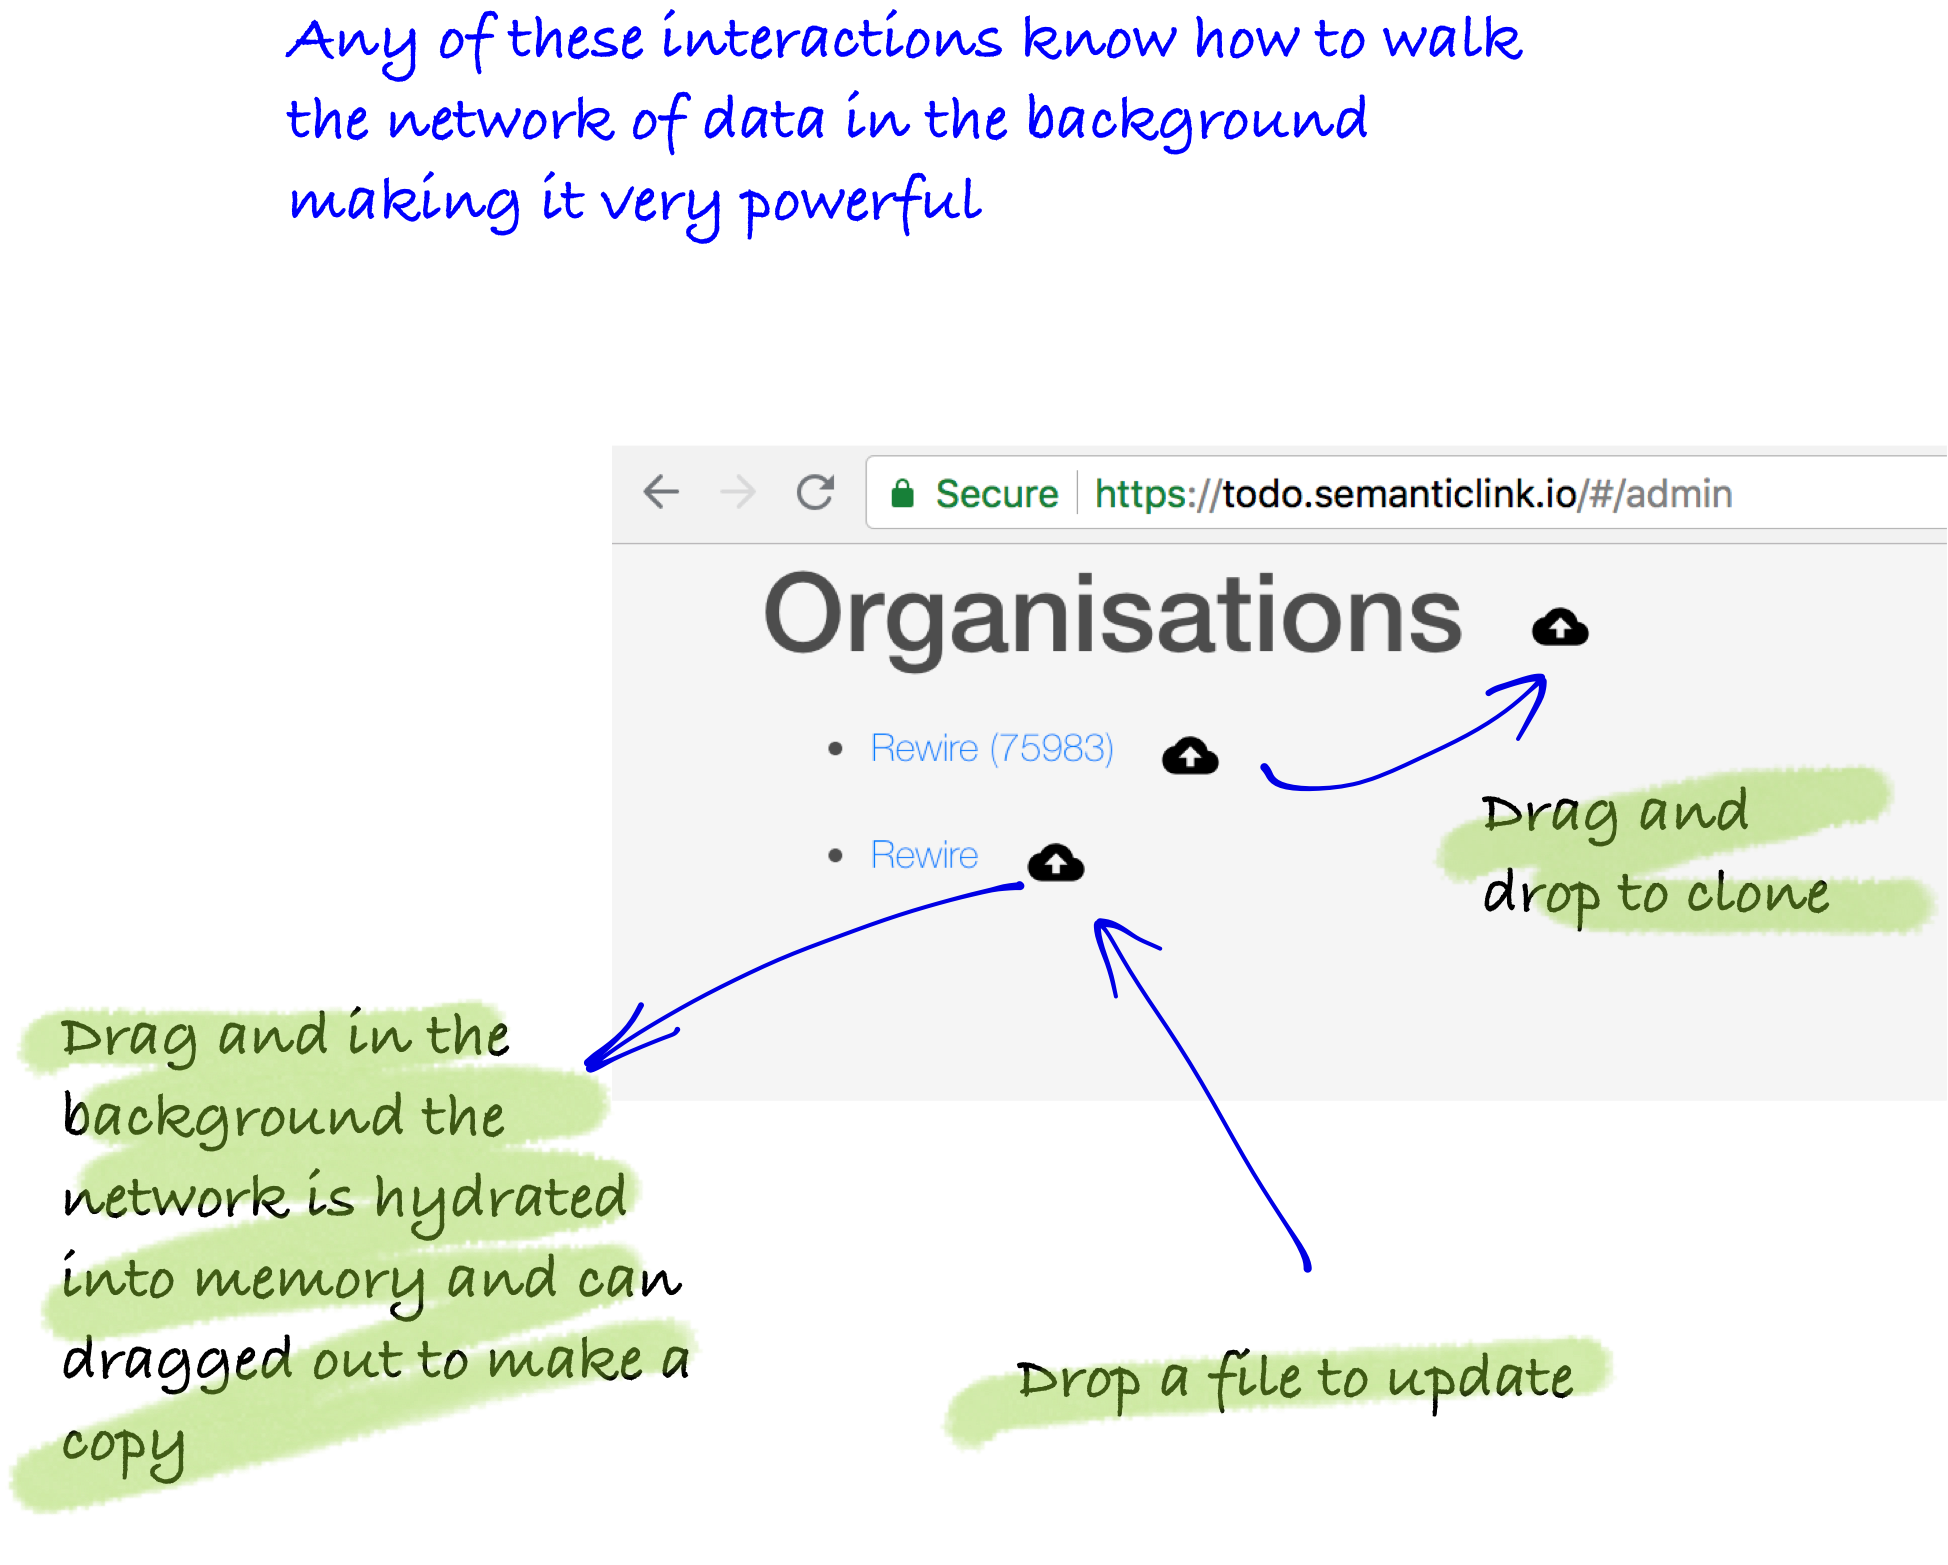 Any of these interactions know how to walk
the network of data in the background
making it very powerful
Secure https://todo.semanticlink.io/#/admin
Organisations
Rewire (75983)
Rewire
Drag and
drop to clone
Drag and in the
background the
network is hydrated
into memory and can
dragged out to make a
copy
Drop a file to update